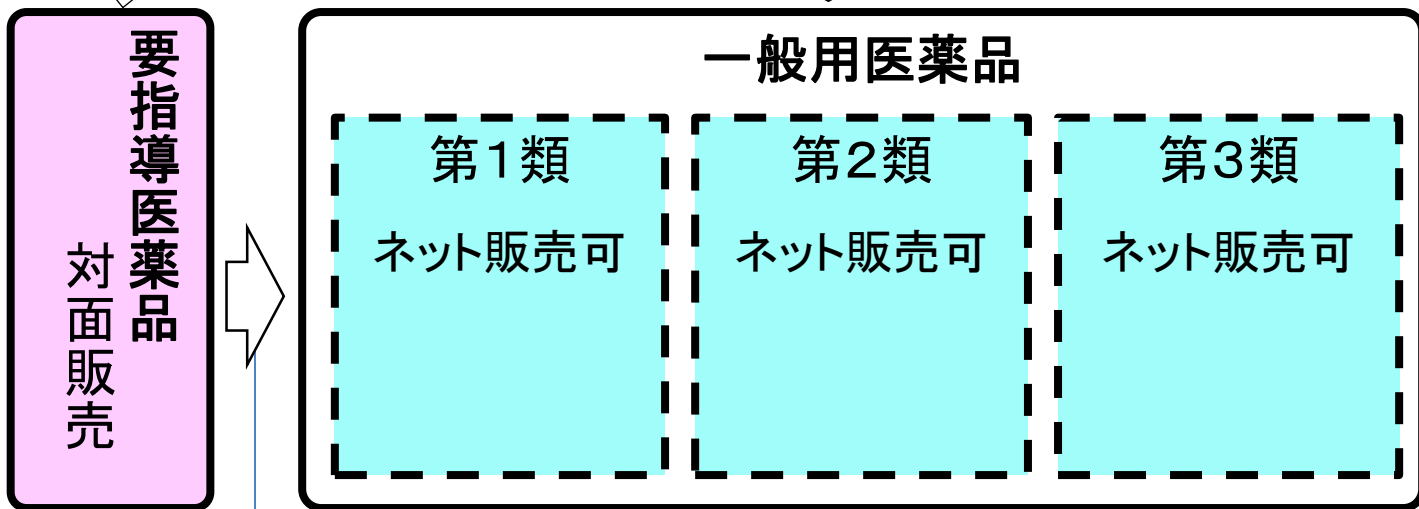 要指導医薬品
対面販売
一般用医薬品
第１類
ネット販売可
第２類
ネット販売可
第３類
ネット販売可